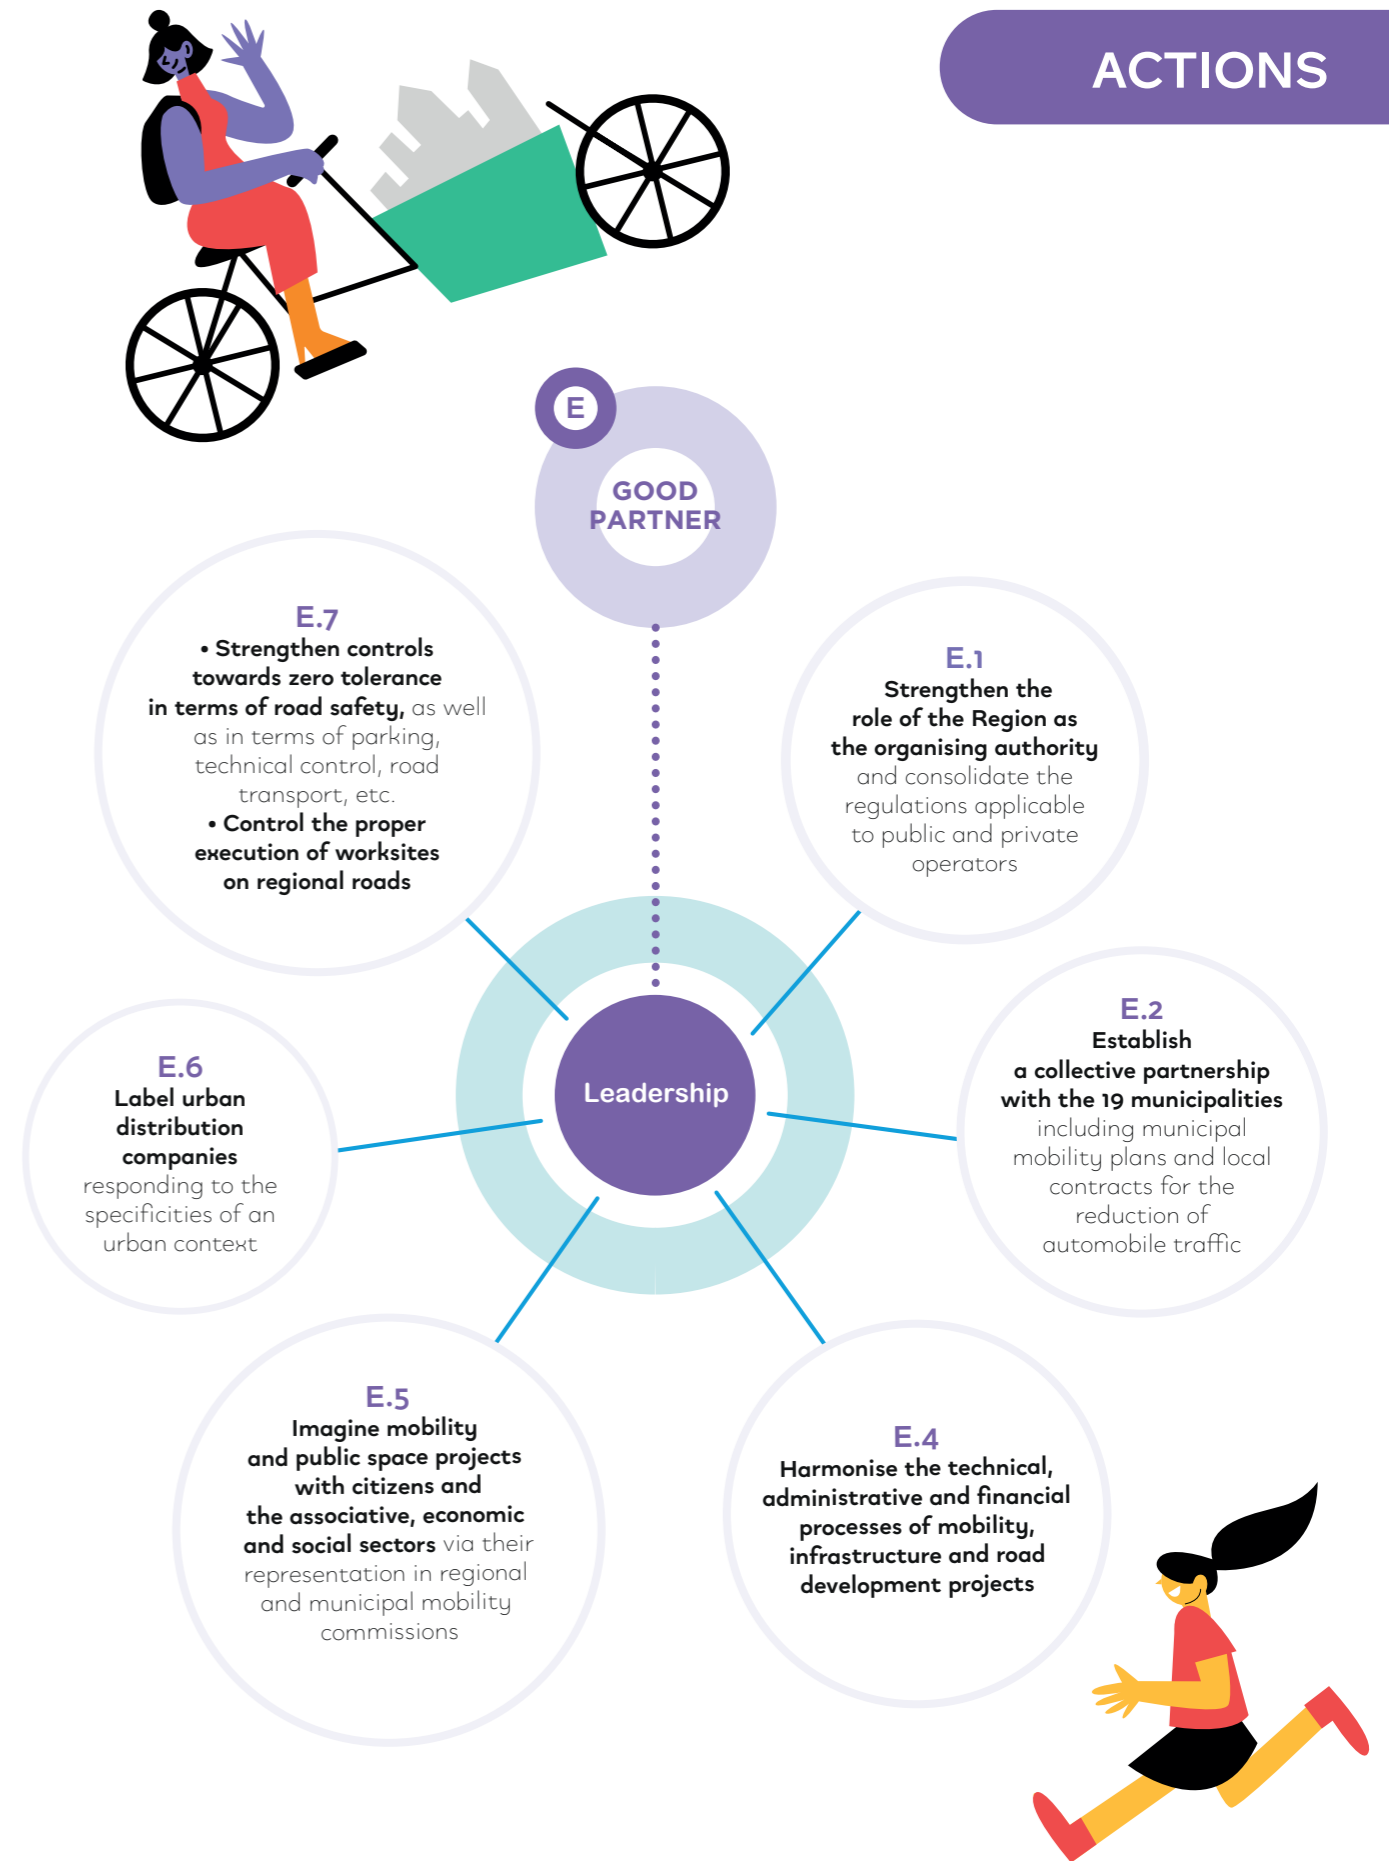 ACTIONS
E
GOOD
PARTNER
E.7
• Strengthen controls
towards zero tolerance
in terms of road safety, as well
as in terms of parking,
technical control, road
transport, etc.
• Control the proper
execution of worksites
on regional roads
E.1
Strengthen the
role of the Region as
the organising authority
and consolidate the
regulations applicable
to public and private
operators
E.2
Establish
a collective partnership
with the 19 municipalities
including municipal
mobility plans and local
contracts for the
reduction of
automobile traffic
Leadership
E.6
Label urban
distribution
companies
responding to the
specificities of an
urban context
E.5
Imagine mobility
and public space projects
with citizens and
the associative, economic
and social sectors via their
representation in regional
and municipal mobility
commissions
E.4
Harmonise the technical,
administrative and financial
processes of mobility,
infrastructure and road
development projects